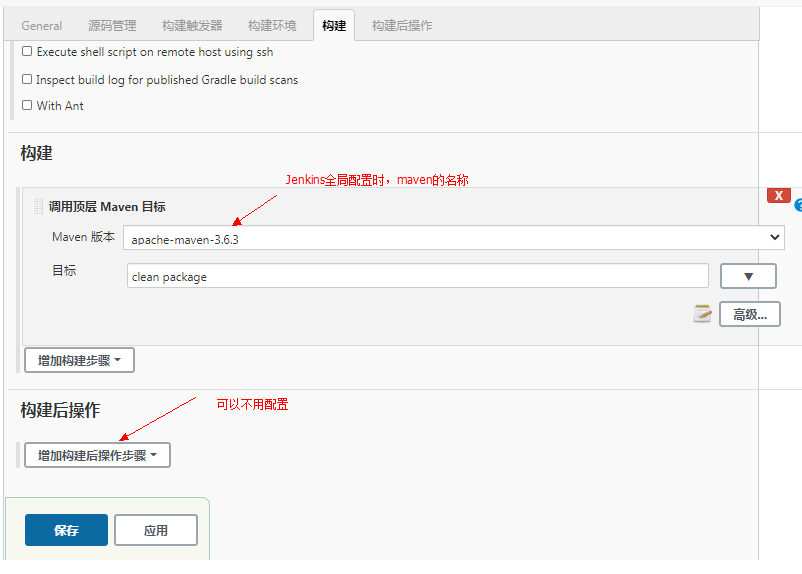 General 源码管理 构建触发器 构建环境 构建 构建后操作
Execute shell script on remote host using ssh
Inspect build log for published Gradle build scans
With Ant
构建
Jenkins全局配置时，maven的名称
X
调用顶层 Maven 目标
Maven 版本 apache-maven-3.6.3
目标 clean package
高级...
增加构建步骤
构建后操作
可以不用配置
增加构建后操作步骤
保存 应用